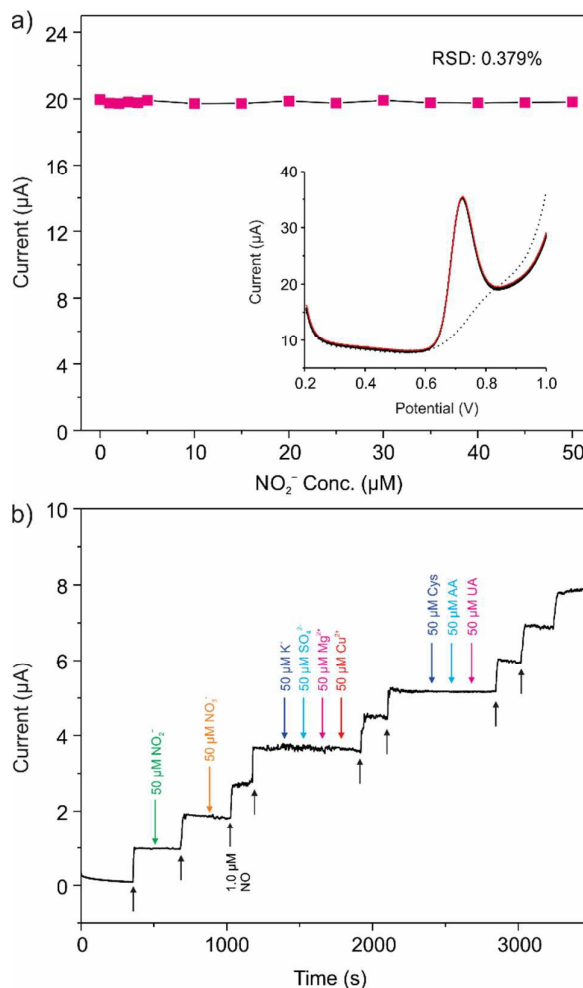 a)
24
20
16
12
8
4
0
Current (µA)
RSD: 0.379%
40
30
20
10
Current (µA)
0.2 0.4 0.6 0.8 1.0
Potential (V)
0 10 20 30 40 50
NO₂⁻ Conc. (µM)
b)
10
8
6
4
2
0
Current (µA)
50 µM NO₂⁻
50 µM NO₃⁻
1.0 µM
NO
50 µM K⁺
50 µM SO₄²⁻
50 µM Mg²⁺
50 µM Cu²⁺
50 µM Cys
50 µM AA
50 µM UA
0 1000 2000 3000
Time (s)